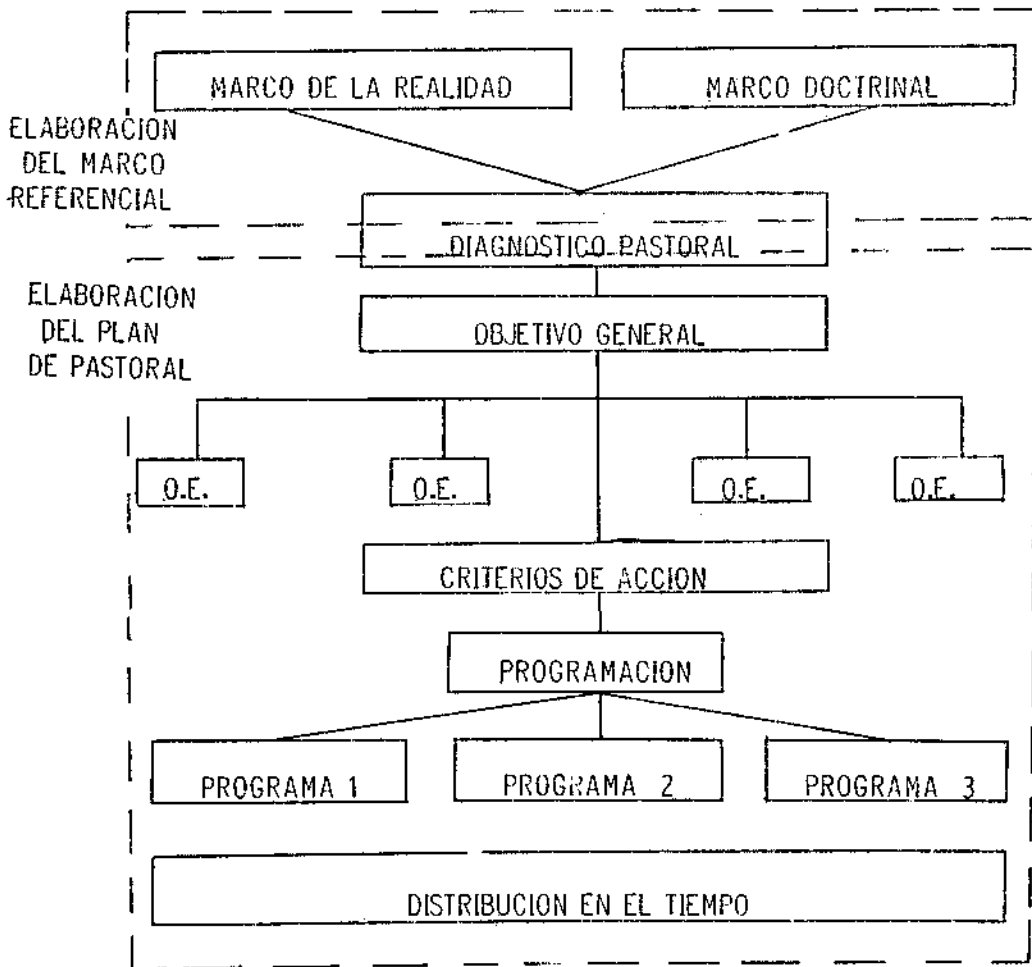 MARCO DE LA REALIDAD
MARCO DOCTRINAL
ELABORACION
DEL MARCO
REFERENCIAL
DIAGNOSTICO PASTORAL
ELABORACION
DEL PLAN
DE PASTORAL
OBJETIVO GENERAL
O.E.
O.E.
O.E.
O.E.
CRITERIOS DE ACCION
PROGRAMACION
PROGRAMA 1
PROGRAMA 2
PROGRAMA 3
DISTRIBUCION EN EL TIEMPO